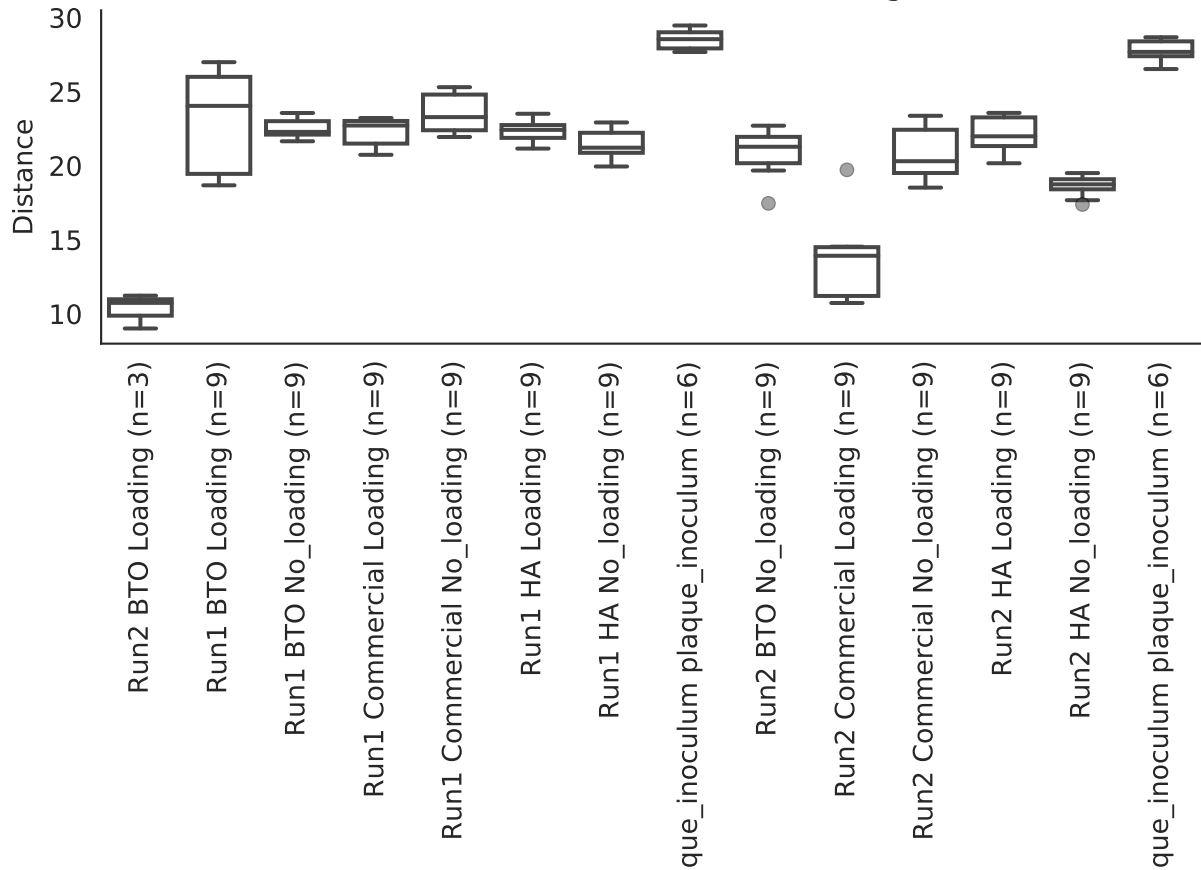 30
25
20
15
10
Distance
Run2 BTO Loading (n=3)
Run1 BTO Loading (n=9)
Run1 BTO No_loading (n=9)
Run1 Commercial Loading (n=9)
Run1 Commercial No_loading (n=9)
Run1 HA Loading (n=9)
Run1 HA No_loading (n=9)
que_inoculum plaque_inoculum (n=6)
Run2 BTO No_loading (n=9)
Run2 Commercial Loading (n=9)
Run2 Commercial No_loading (n=9)
Run2 HA Loading (n=9)
Run2 HA No_loading (n=9)
que_inoculum plaque_inoculum (n=6)